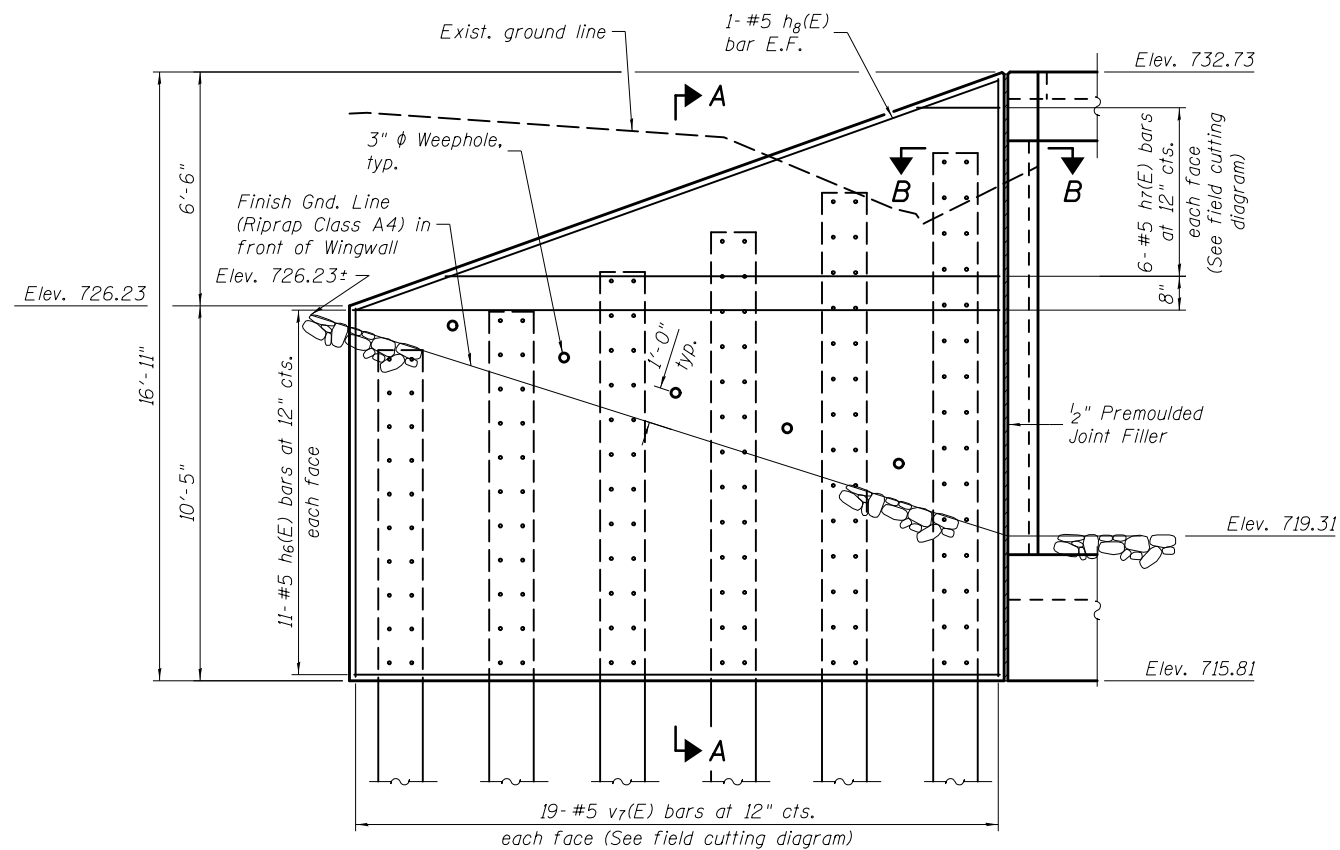 Exist. ground line
1- #5 h8(E)
bar E.F.
Elev. 732.73
A
3" ϕ Weephole,
typ.
B
B
6-#5 h7(E) bars
at 12" cts.
each face
(See field cutting
diagram)
6'-6"
Finish Gnd. Line
(Riprap Class A4) in
front of Wingwall
Elev. 726.23±
Elev. 726.23
8"
16'-11"
1'-0"
typ.
1/2" Premoulded
Joint Filler
10'-5"
11- #5 h6(E) bars at 12" cts.
each face
Elev. 719.31
Elev. 715.81
A
19- #5 v7(E) bars at 12" cts.
each face (See field cutting diagram)